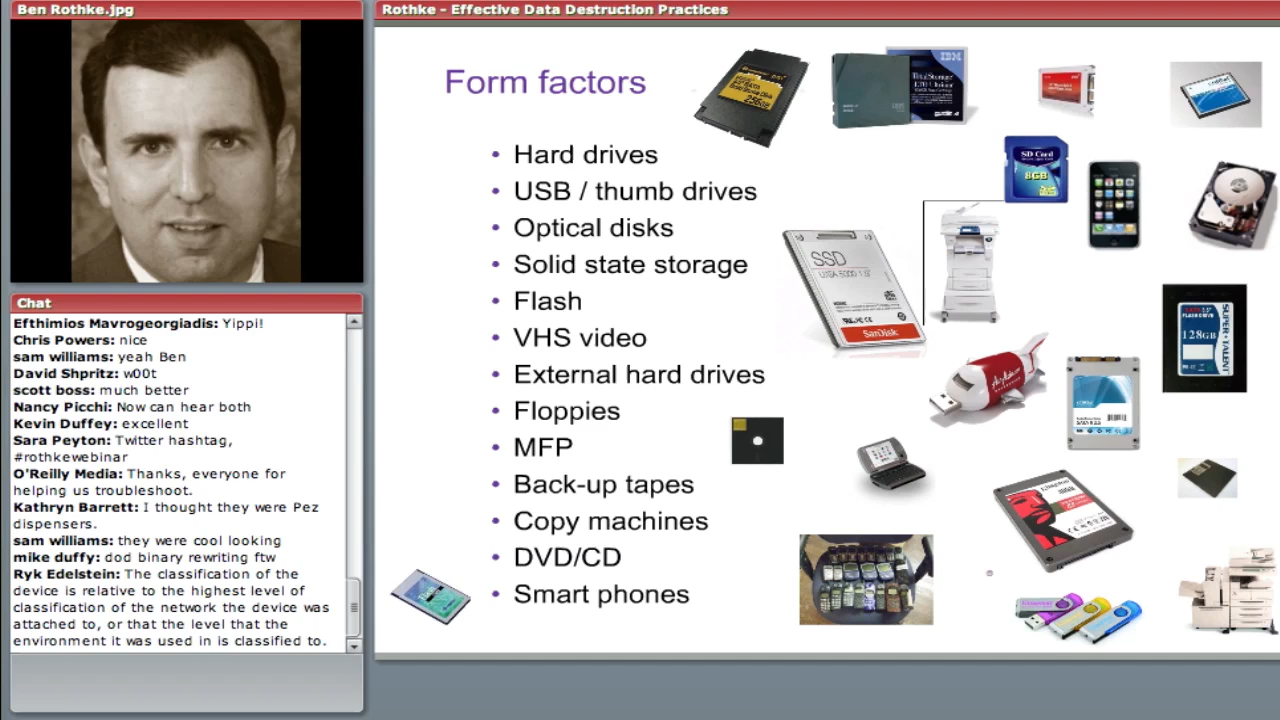 Ben Rothke.jpg
Rothke - Effective Data Destruction Practices
Chat
Efthimios Mavrogeorgiadis: Yippi!
Chris Powers: nice
sam williams: yeah Ben
David Shpritz: w00t
scott boss: much better
Nancy Picchi: Now can hear both
Kevin Duffey: excellent
Sara Peyton: Twitter hashtag,
#rothkewebinar
O'Reilly Media: Thanks, everyone for
helping us troubleshoot.
Kathryn Barrett: I thought they were Pez
dispensers.
sam williams: they were cool looking
mike duffy: dod binary rewriting ftw
Ryk Edelstein: The classification of the
device is relative to the highest level of
classification of the network the device was
attached to, or that the level that the
environment it was used in is classified to.
Form factors
• Hard drives
• USB / thumb drives
• Optical disks
• Solid state storage
• Flash
• VHS video
• External hard drives
• Floppies
• MFP
• Back-up tapes
• Copy machines
• DVD/CD
• Smart phones
256GB
IBM
SD Card
8GB
SSD
SanDisk
128GB
SUPER TALENT